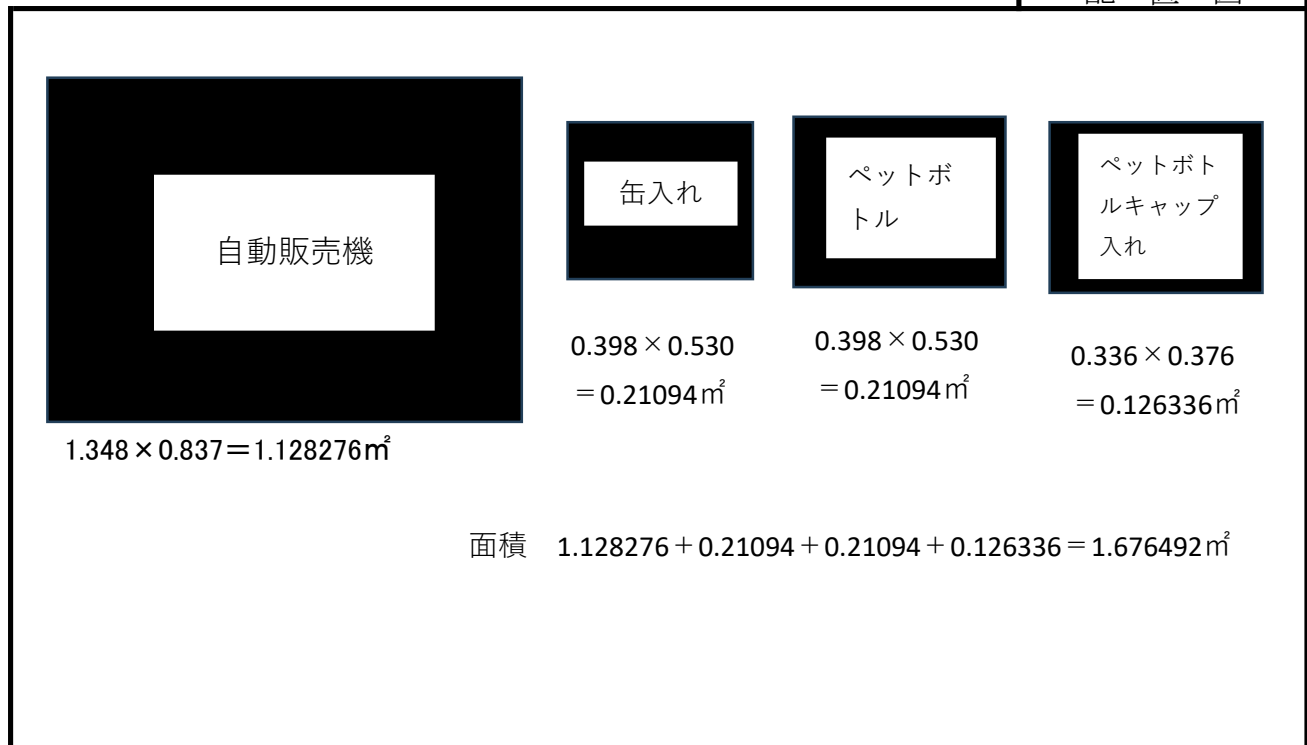 自動販売機
缶入れ
ペットボ
トル
ペットボト
ルキャップ
入れ
1.348×0.837＝1.128276㎡
0.398×0.530
＝0.21094㎡
0.398×0.530
＝0.21094㎡
0.336×0.376
＝0.126336㎡
面積　1.128276＋0.21094＋0.21094＋0.126336＝1.676492㎡